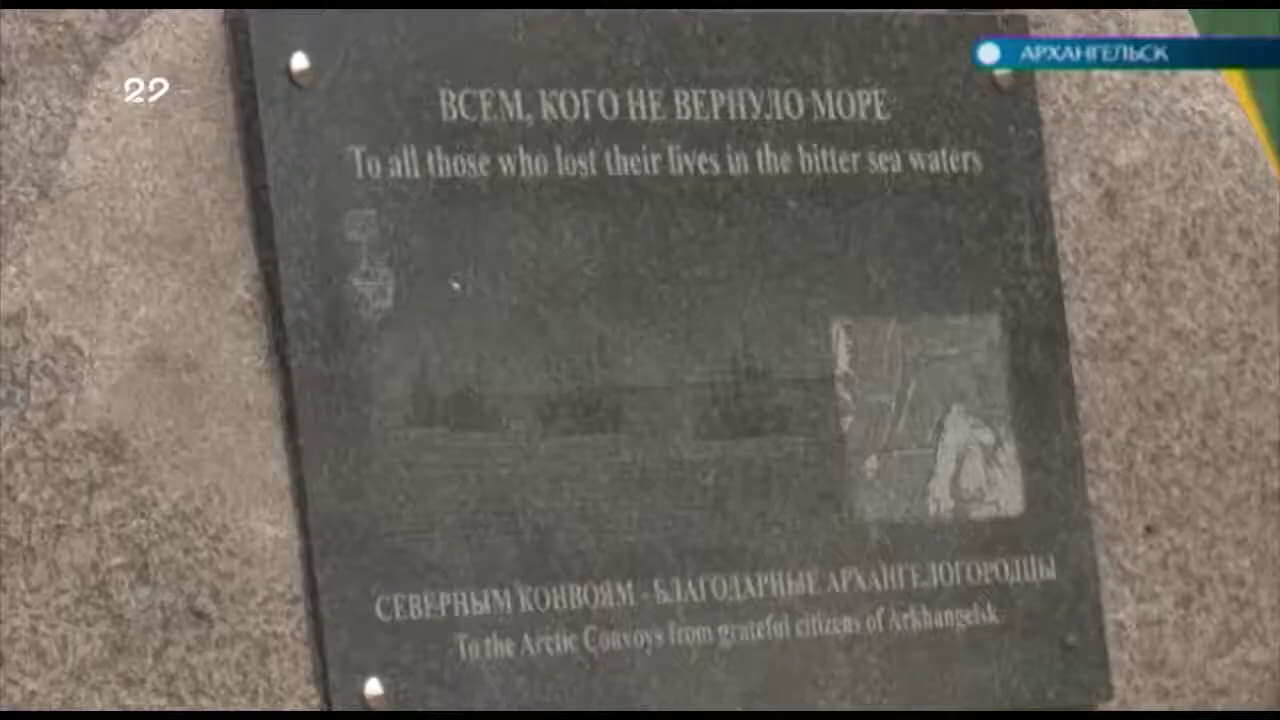 АРХАНГЕЛЬСК
29
ВСЕМ, КОГО НЕ ВЕРНУЛО МОРЕ
To all those who lost their lives in the bitter sea waters
СЕВЕРНЫМ КОНВОЯМ - БЛАГОДАРНЫЕ АРХАНГЕЛОГОРОДЦЫ
To the Arctic Convoys from grateful citizens of Arkhangelsk